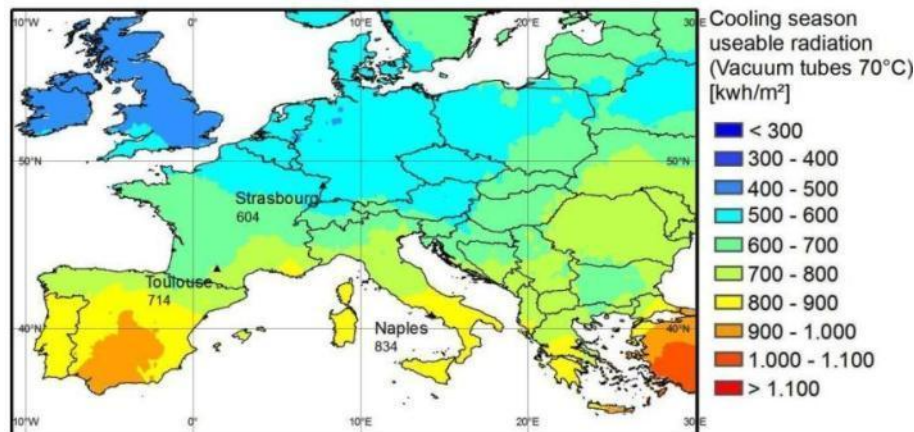 10°W
0°
10°E
20°E
30°E
Cooling season
useable radiation
(Vacuum tubes 70°C)
[kwh/m²]
< 300
300 - 400
50°N
50°N
400 - 500
Strasbourg
604
500 - 600
600 - 700
700 - 800
Toulouse
714
800 - 900
40°N
Naples
834
40°N
900 - 1.000
1.000 - 1.100
> 1.100
10°W
0°
10°E
20°E
30°E